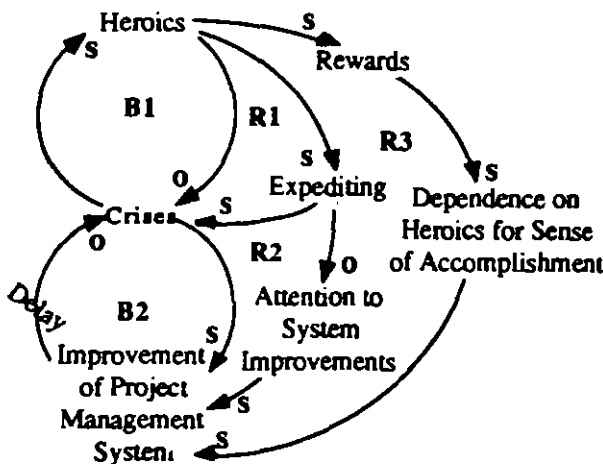 Heroics
S
S
Rewards
B1
R1
R3
S
S
O
Expediting
Dependence on
Heroics for Sense
of Accomplishment
Crises
S
O
R2
O
Delay
B2
Attention to
System
Improvements
S
Improvement
of Project
Management
System
S
S